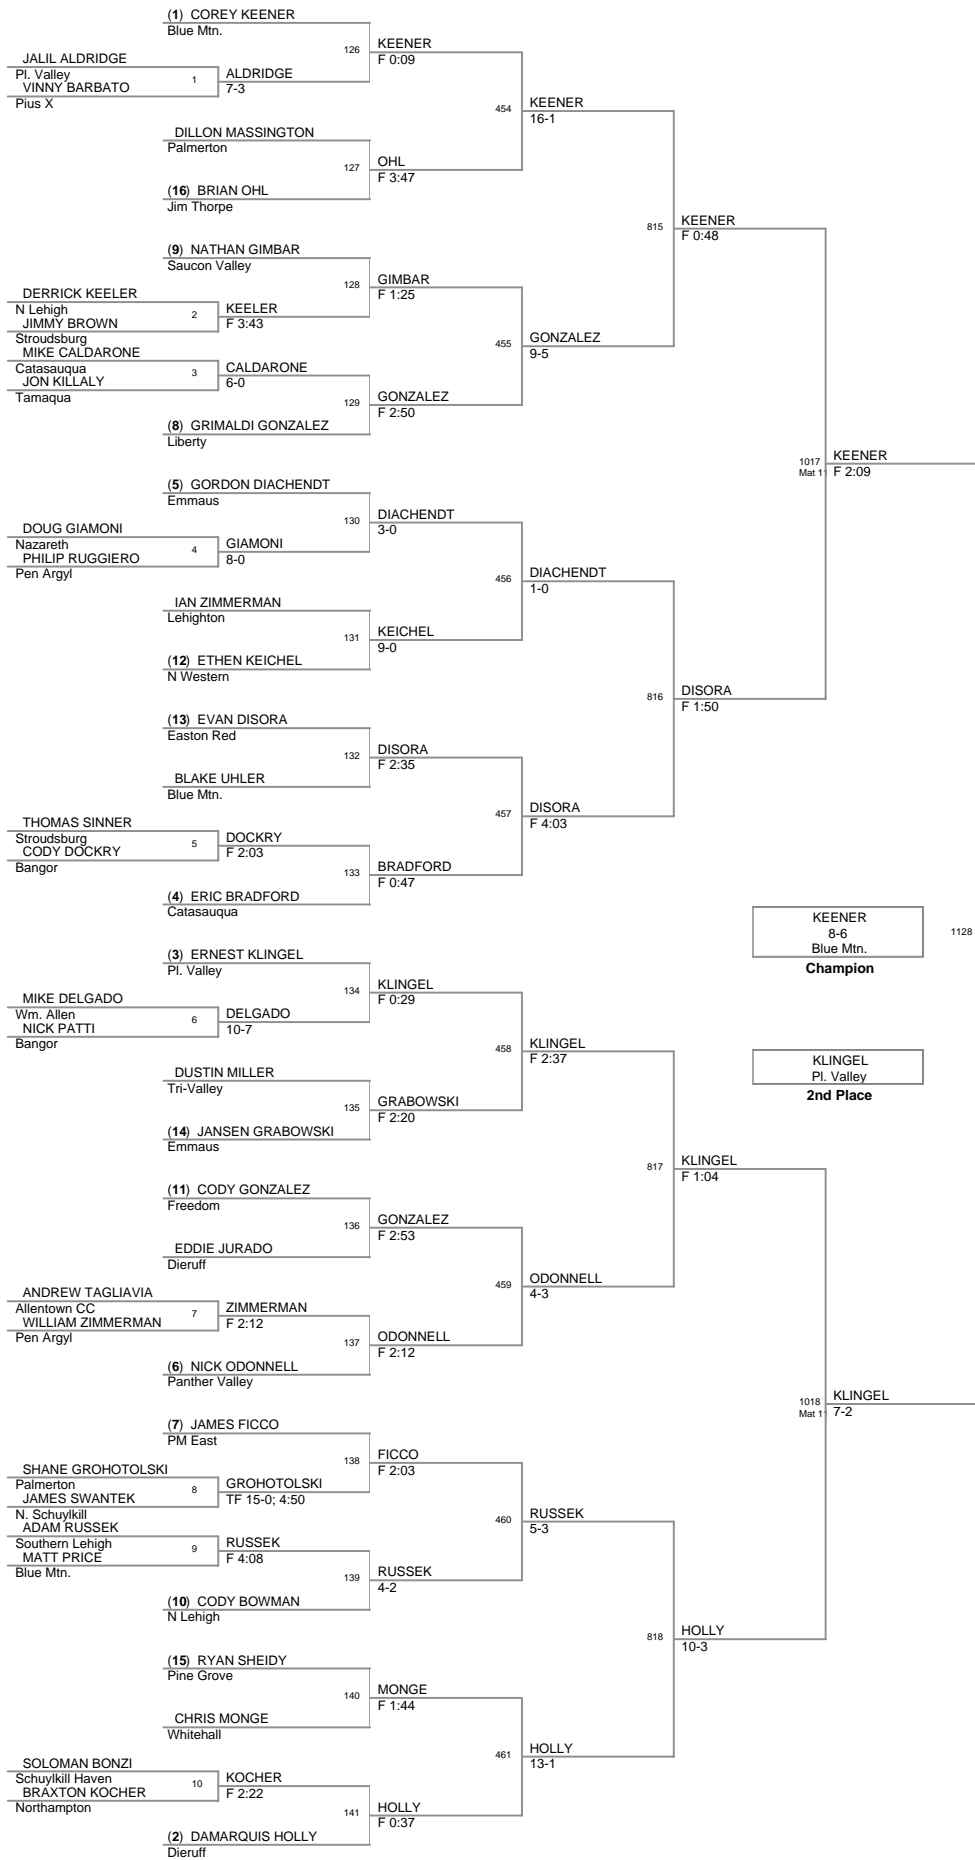 (1) COREY KEENER
Blue Mtn.
126
KEENER
F 0:09
JALIL ALDRIDGE
Pl. Valley
1
ALDRIDGE
7-3
VINNY BARBATO
Pius X
454
KEENER
16-1
DILLON MASSINGTON
Palmerton
127
OHL
F 3:47
(16) BRIAN OHL
Jim Thorpe
815
KEENER
F 0:48
(9) NATHAN GIMBAR
Saucon Valley
128
GIMBAR
F 1:25
DERRICK KEELER
N Lehigh
2
KEELER
F 3:43
JIMMY BROWN
Stroudsburg
455
GONZALEZ
9-5
MIKE CALDARONE
Catasauqua
3
CALDARONE
6-0
JON KILLALY
Tamaqua
129
GONZALEZ
F 2:50
(8) GRIMALDI GONZALEZ
Liberty
1017
Mat 1
KEENER
F 2:09
(5) GORDON DIACHENDT
Emmaus
130
DIACHENDT
3-0
DOUG GIAMONI
Nazareth
4
GIAMONI
8-0
PHILIP RUGGIERO
Pen Argyl
456
DIACHENDT
1-0
IAN ZIMMERMAN
Lehighton
131
KEICHEL
9-0
(12) ETHEN KEICHEL
N Western
816
DISORA
F 1:50
(13) EVAN DISORA
Easton Red
132
DISORA
F 2:35
BLAKE UHLER
Blue Mtn.
457
DISORA
F 4:03
THOMAS SINNER
Stroudsburg
5
DOCKRY
F 2:03
CODY DOCKRY
Bangor
133
BRADFORD
F 0:47
(4) ERIC BRADFORD
Catasauqua
KEENER
8-6
Blue Mtn.
Champion
1128
(3) ERNEST KLINGEL
Pl. Valley
134
KLINGEL
F 0:29
MIKE DELGADO
Wm. Allen
6
DELGADO
10-7
NICK PATTI
Bangor
458
KLINGEL
F 2:37
KLINGEL
Pl. Valley
2nd Place
DUSTIN MILLER
Tri-Valley
135
GRABOWSKI
F 2:20
(14) JANSEN GRABOWSKI
Emmaus
817
KLINGEL
F 1:04
(11) CODY GONZALEZ
Freedom
136
GONZALEZ
F 2:53
EDDIE JURADO
Dieruff
459
ODONNELL
4-3
ANDREW TAGLIAVIA
Allentown CC
7
ZIMMERMAN
F 2:12
WILLIAM ZIMMERMAN
Pen Argyl
137
ODONNELL
F 2:12
(6) NICK ODONNELL
Panther Valley
1018
Mat 1
KLINGEL
7-2
(7) JAMES FICCO
PM East
138
FICCO
F 2:03
SHANE GROHOTOLSKI
Palmerton
8
GROHOTOLSKI
TF 15-0; 4:50
JAMES SWANTEK
N. Schuylkill
460
RUSSEK
5-3
ADAM RUSSEK
Southern Lehigh
9
RUSSEK
F 4:08
MATT PRICE
Blue Mtn.
139
RUSSEK
4-2
(10) CODY BOWMAN
N Lehigh
818
HOLLY
10-3
(15) RYAN SHEIDY
Pine Grove
140
MONGE
F 1:44
CHRIS MONGE
Whitehall
461
HOLLY
13-1
SOLOMAN BONZI
Schuylkill Haven
10
KOCHER
F 2:22
BRAXTON KOCHER
Northampton
141
HOLLY
F 0:37
(2) DAMARQUIS HOLLY
Dieruff